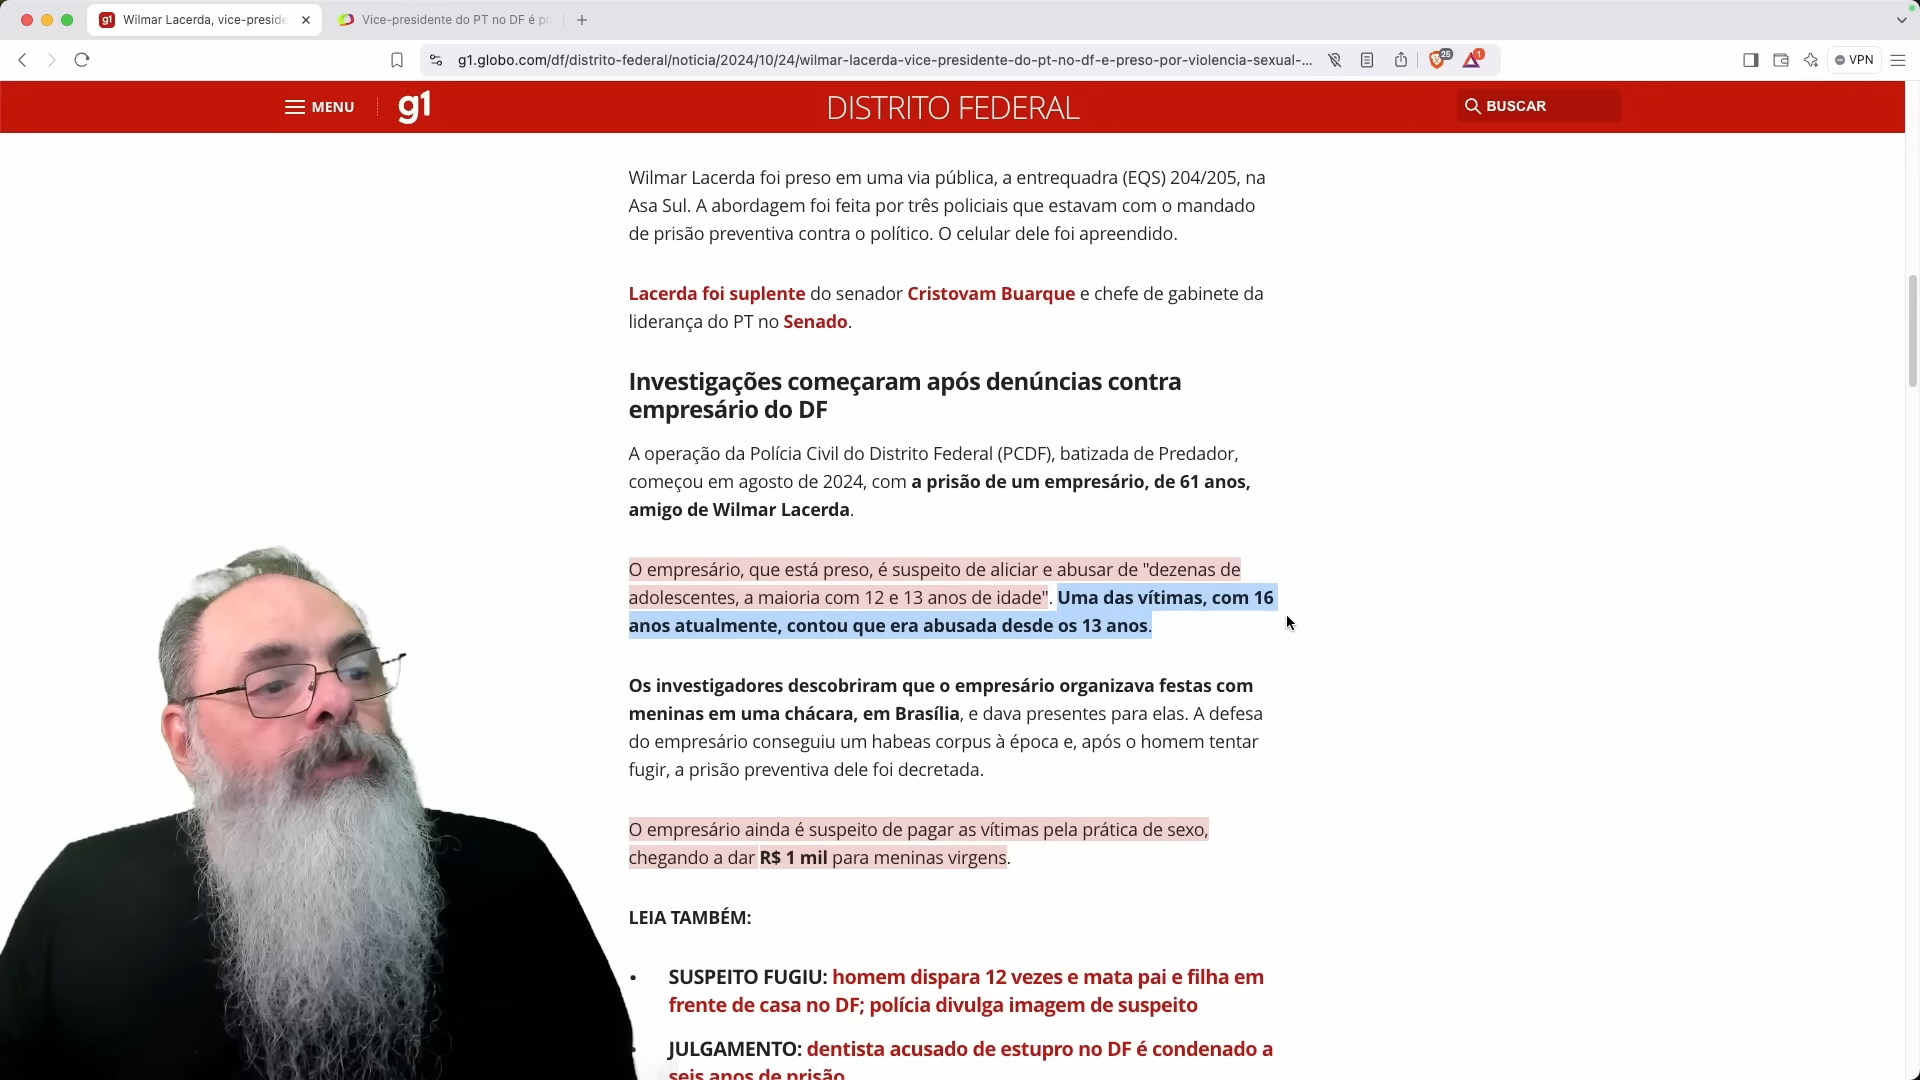 Wilmar Lacerda, vice-preside
Vice-presidente do PT no DF é p
g1.globo.com/df/distrito-federal/noticia/2024/10/24/wilmar-lacerda-vice-presidente-do-pt-no-df-e-preso-por-violencia-sexual-...
25
1
VPN
MENU
g1
DISTRITO FEDERAL
BUSCAR
Wilmar Lacerda foi preso em uma via pública, a entrequadra (EQS) 204/205, na
Asa Sul. A abordagem foi feita por três policiais que estavam com o mandado
de prisão preventiva contra o político. O celular dele foi apreendido.
Lacerda foi suplente do senador Cristovam Buarque e chefe de gabinete da
liderança do PT no Senado.
Investigações começaram após denúncias contra
empresário do DF
A operação da Polícia Civil do Distrito Federal (PCDF), batizada de Predador,
começou em agosto de 2024, com a prisão de um empresário, de 61 anos,
amigo de Wilmar Lacerda.
O empresário, que está preso, é suspeito de aliciar e abusar de "dezenas de
adolescentes, a maioria com 12 e 13 anos de idade". Uma das vítimas, com 16
anos atualmente, contou que era abusada desde os 13 anos.
Os investigadores descobriram que o empresário organizava festas com
meninas em uma chácara, em Brasília, e dava presentes para elas. A defesa
do empresário conseguiu um habeas corpus à época e, após o homem tentar
fugir, a prisão preventiva dele foi decretada.
O empresário ainda é suspeito de pagar as vítimas pela prática de sexo,
chegando a dar R$ 1 mil para meninas virgens.
LEIA TAMBÉM:
• SUSPEITO FUGIU: homem dispara 12 vezes e mata pai e filha em
frente de casa no DF; polícia divulga imagem de suspeito
• JULGAMENTO: dentista acusado de estupro no DF é condenado a
seis anos de prisão